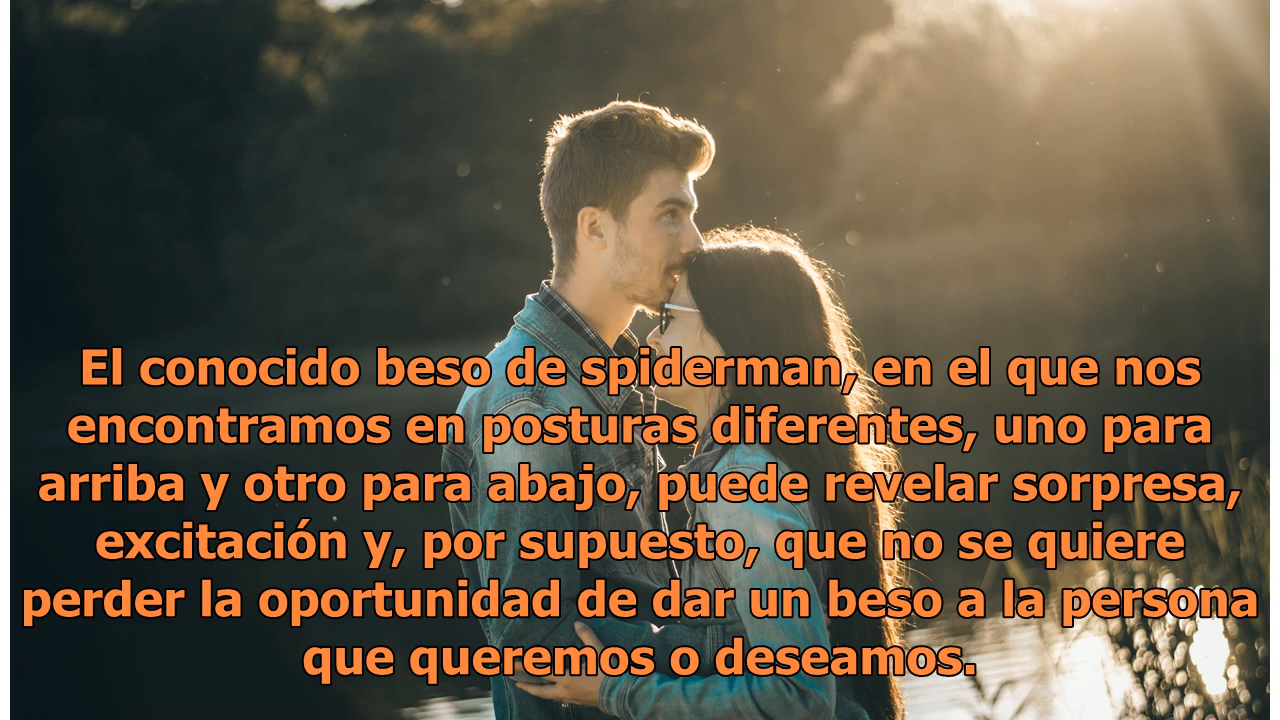 El conocido beso de spiderman, en el que nos
encontramos en posturas diferentes, uno para
arriba y otro para abajo, puede revelar sorpresa,
excitación y, por supuesto, que no se quiere
perder la oportunidad de dar un beso a la persona
que queremos o deseamos.